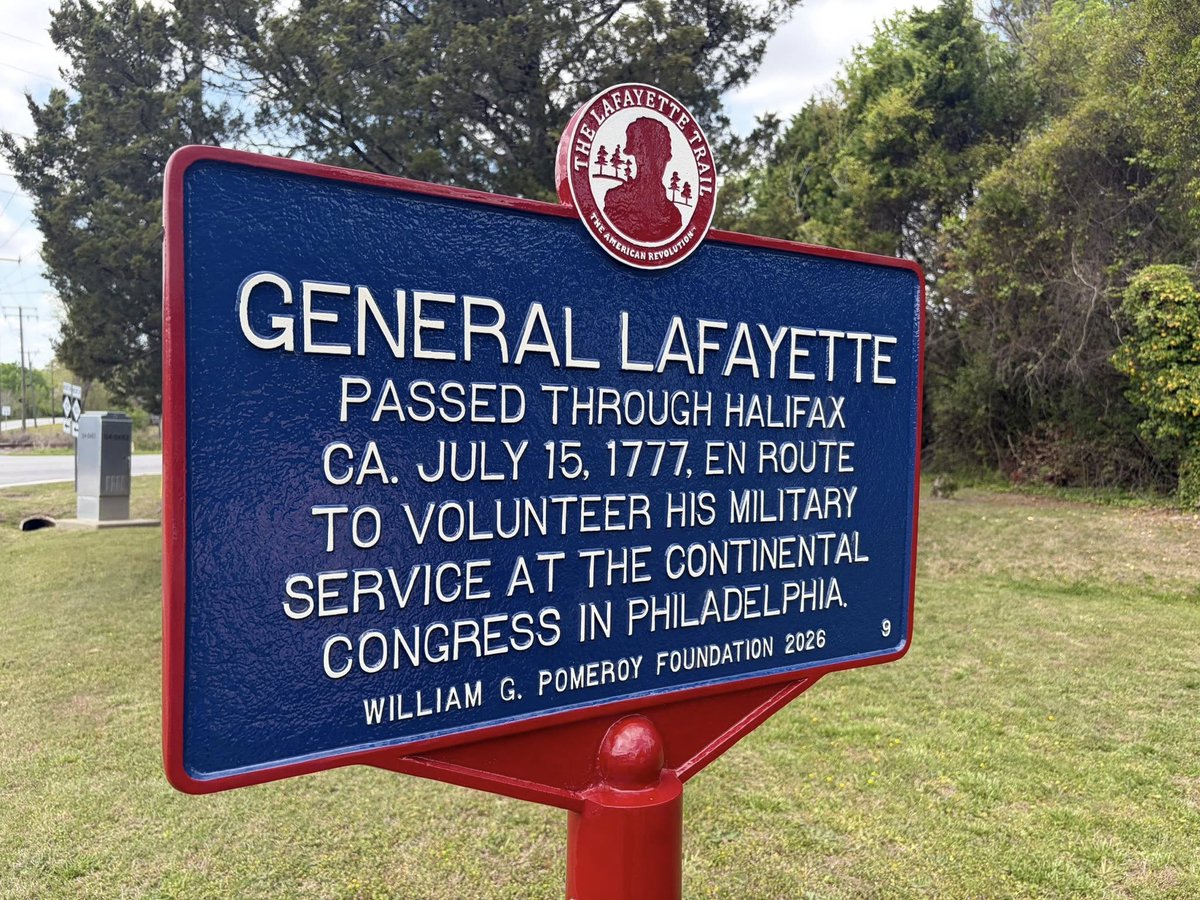 THE LAFAYETTE TRAIL
THE AMERICAN REVOLUTION™
GENERAL LAFAYETTE
PASSED THROUGH HALIFAX
CA. JULY 15, 1777, EN ROUTE
TO VOLUNTEER HIS MILITARY
SERVICE AT THE CONTINENTAL
CONGRESS IN PHILADELPHIA.
WILLIAM G. POMEROY FOUNDATION 2026
9